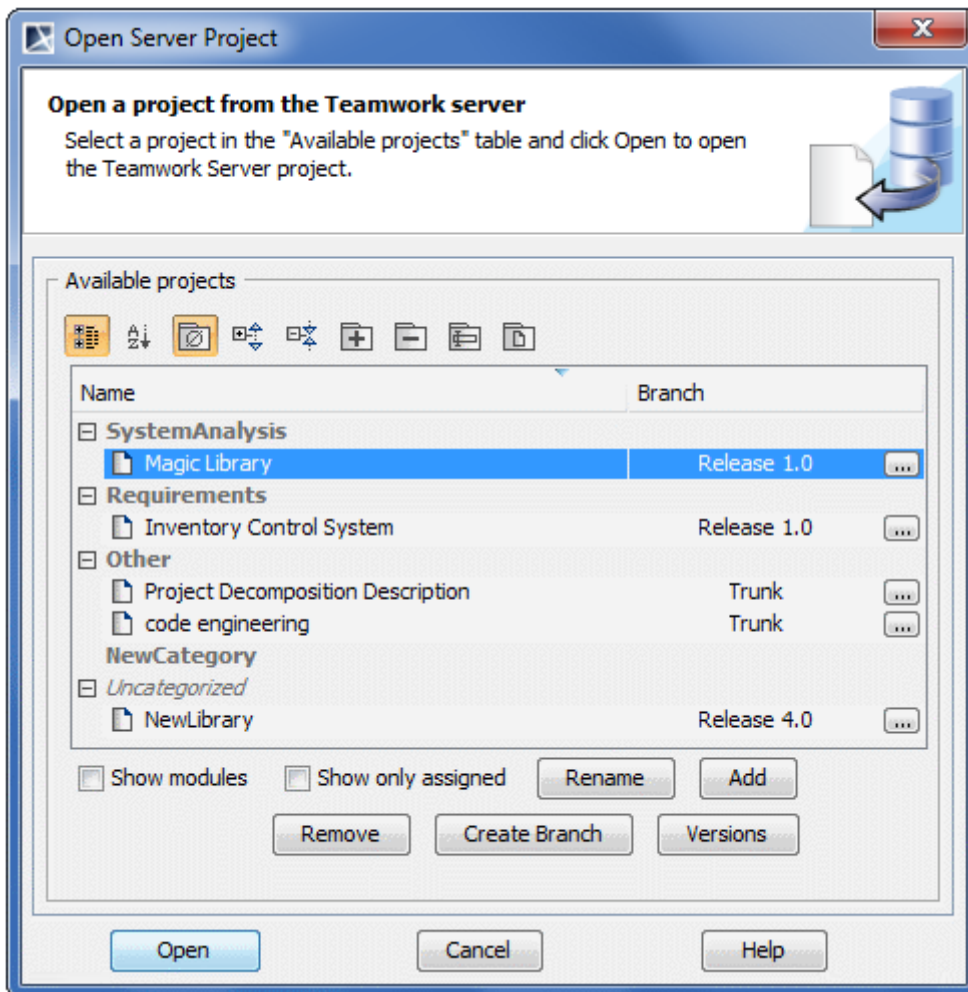 Open Server Project
Open a project from the Teamwork server
Select a project in the "Available projects" table and click Open to open
the Teamwork Server project.
Available projects
Name Branch
SystemAnalysis
Magic Library Release 1.0 ...
Requirements
Inventory Control System Release 1.0 ...
Other
Project Decomposition Description Trunk ...
code engineering Trunk ...
NewCategory
Uncategorized
NewLibrary Release 4.0 ...
Show modules Show only assigned Rename Add
Remove Create Branch Versions
Open Cancel Help